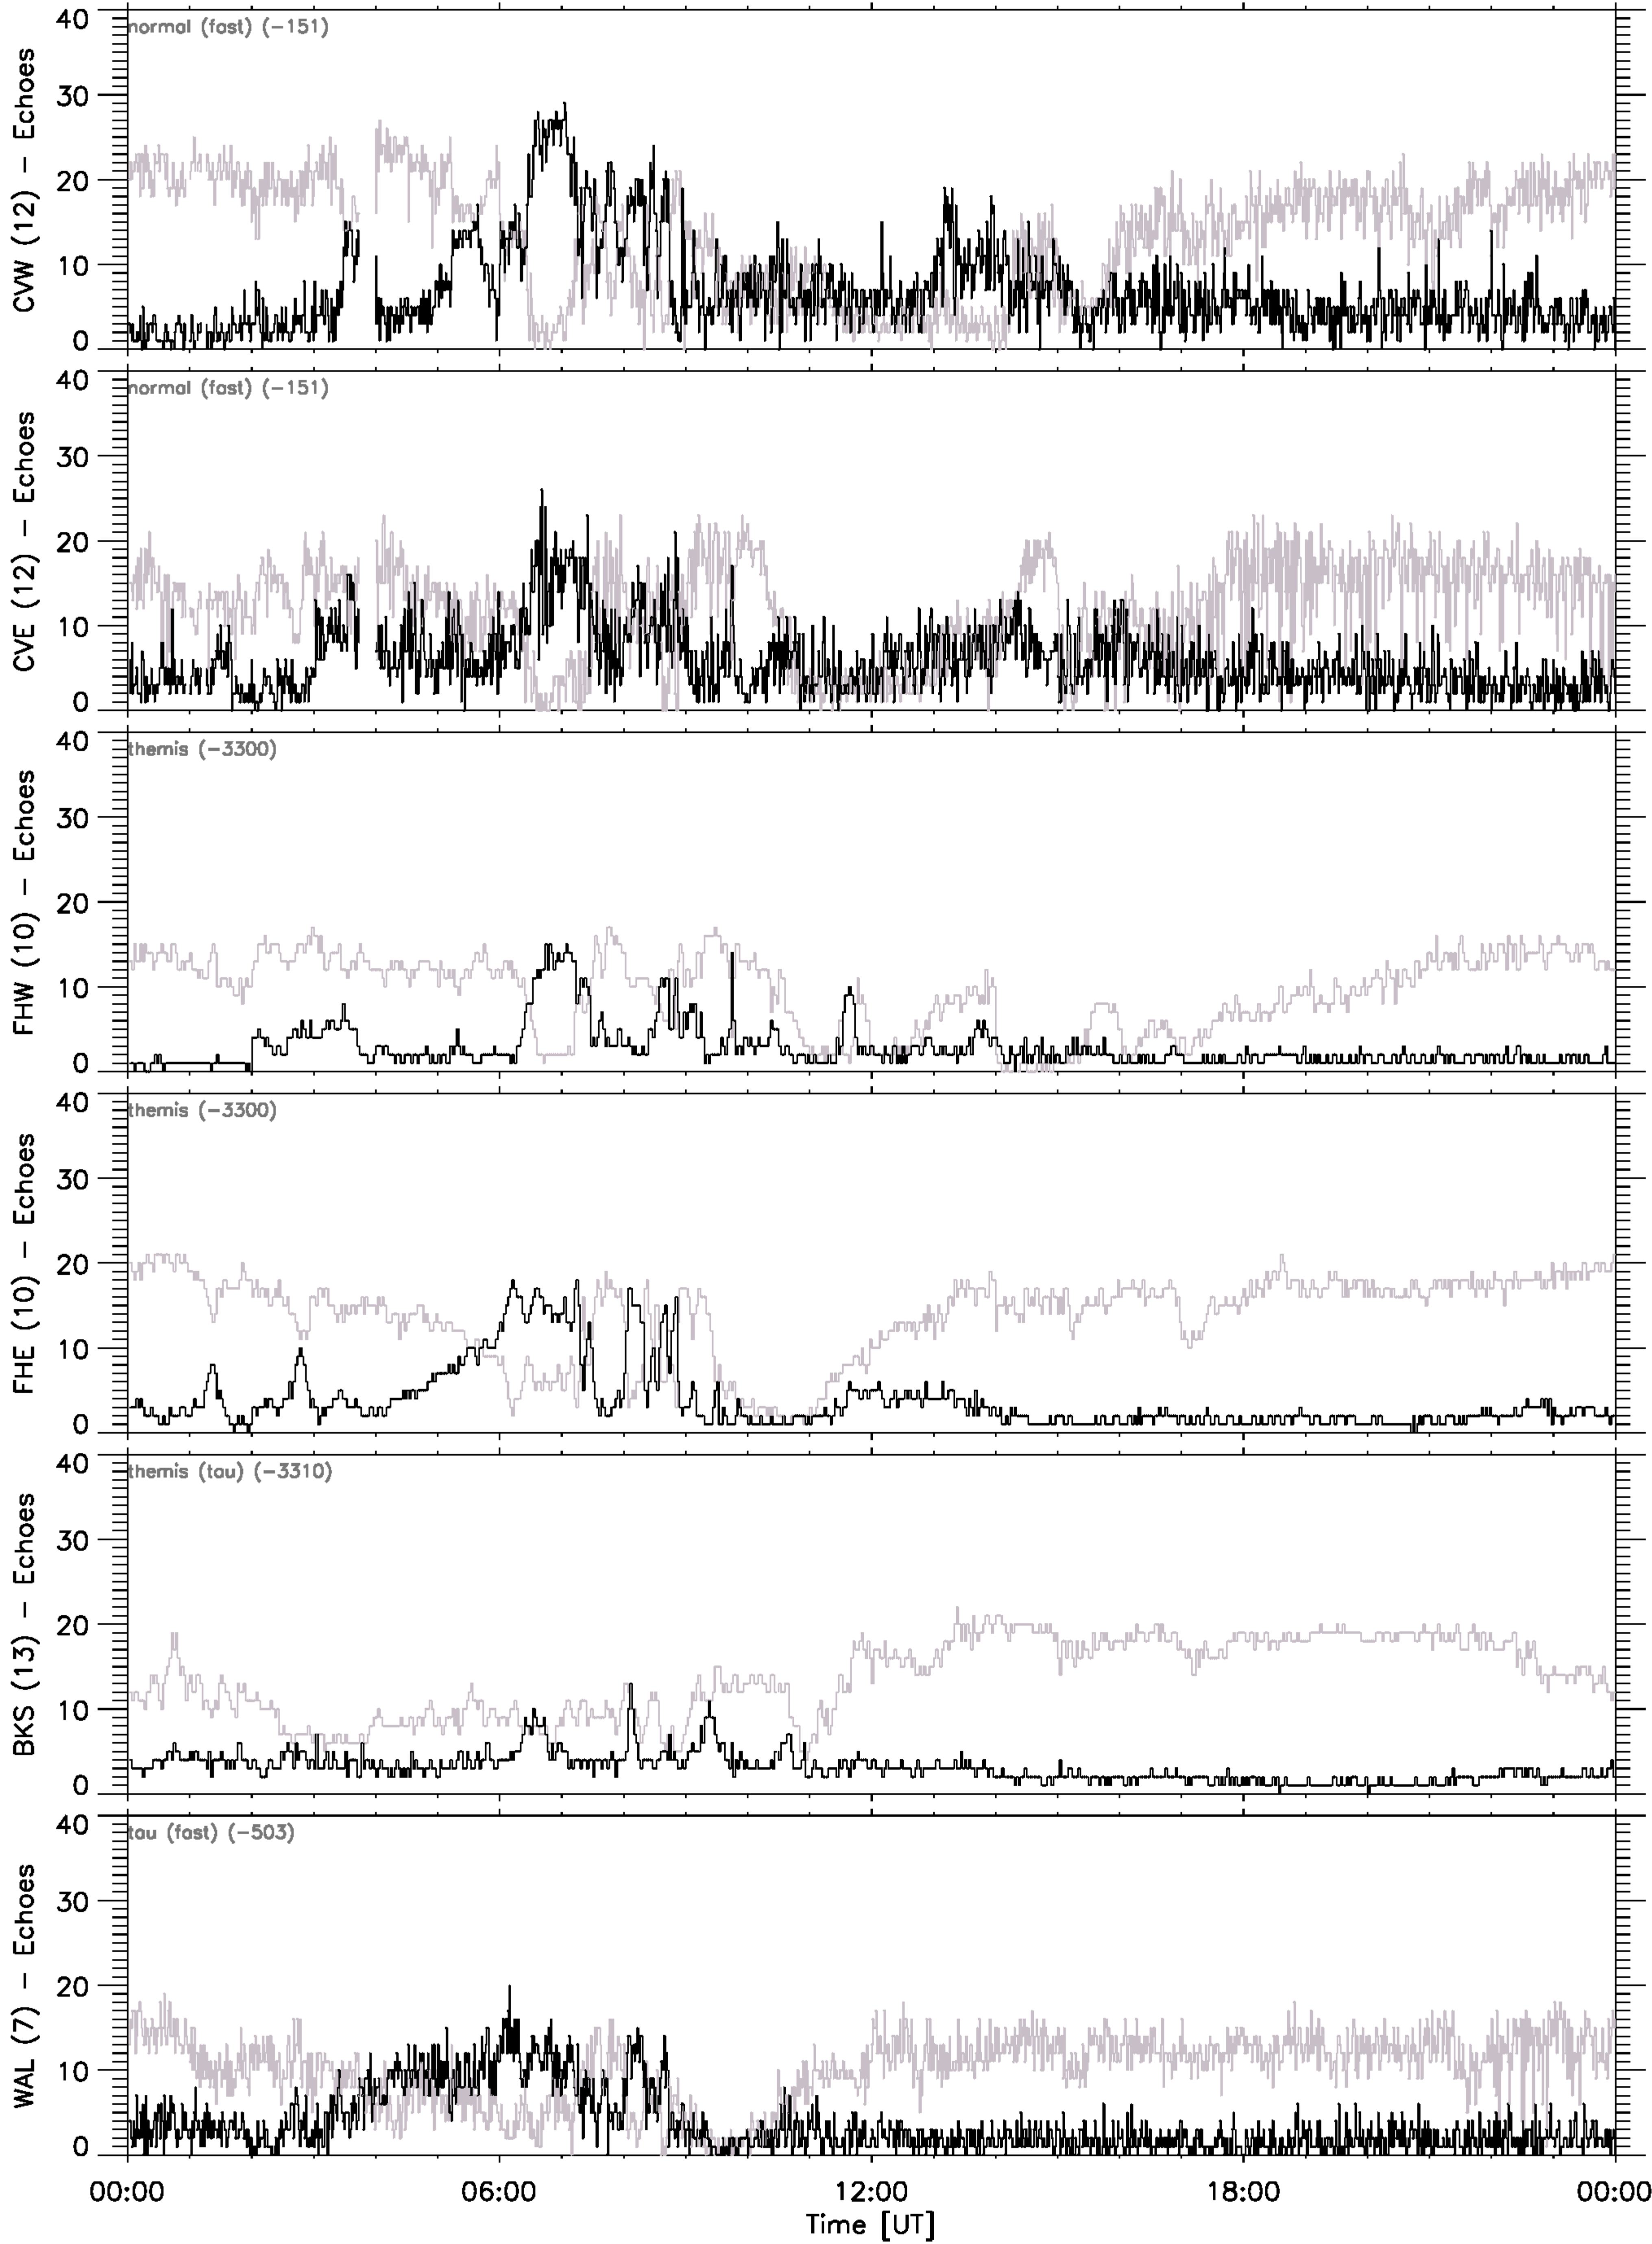 CVW (12) - Echoes
normal (fast) (-151)
40
30
20
10
0
CVE (12) - Echoes
normal (fast) (-151)
40
30
20
10
0
FHW (10) - Echoes
themis (-3300)
40
30
20
10
0
FHE (10) - Echoes
themis (-3300)
40
30
20
10
0
BKS (13) - Echoes
themis (tau) (-3310)
40
30
20
10
0
WAL (7) - Echoes
tau (fast) (-503)
40
30
20
10
0
00:00 06:00 12:00 18:00 00:00
Time [UT]